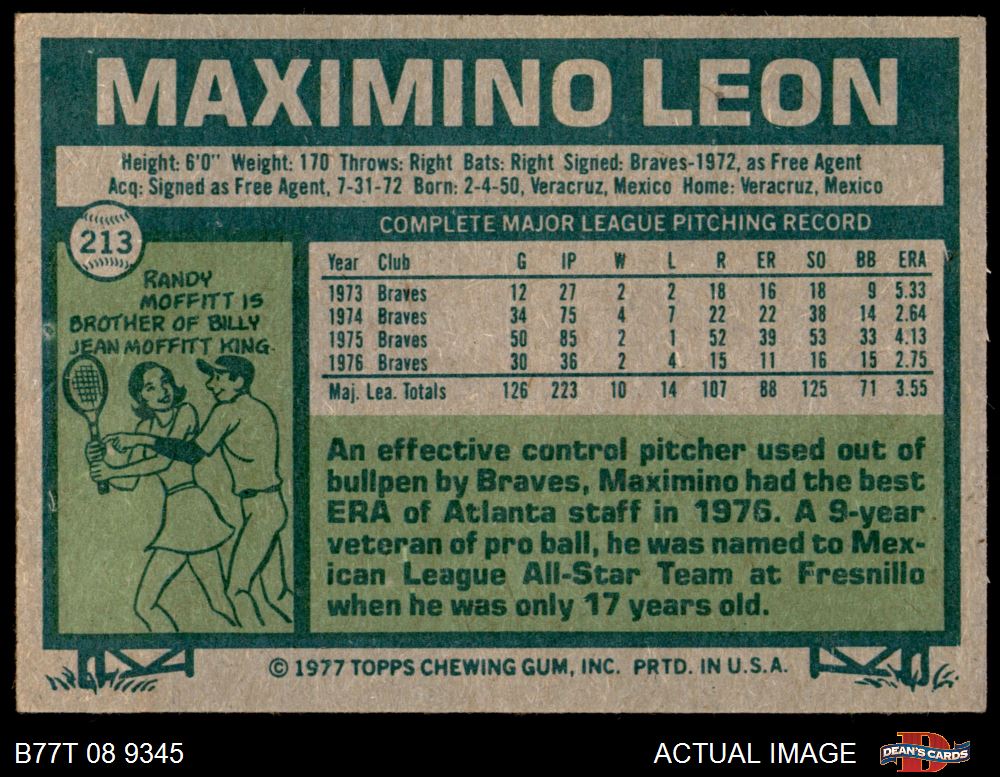 MAXIMINO LEON
Height: 6'0" Weight: 170 Throws: Right Bats: Right Signed: Braves-1972, as Free Agent
Acq: Signed as Free Agent, 7-31-72 Born: 2-4-50, Veracruz, Mexico Home: Veracruz, Mexico
213
RANDY
MOFFITT IS
BROTHER OF BILLY
JEAN MOFFITT KING.
COMPLETE MAJOR LEAGUE PITCHING RECORD
Year Club G IP W L R ER SO BB ERA
1973 Braves 12 27 2 2 18 16 18 9 5.33
1974 Braves 34 75 4 7 22 22 38 14 2.64
1975 Braves 50 85 2 1 52 39 53 33 4.13
1976 Braves 30 36 2 4 15 11 16 15 2.75
Maj. Lea. Totals 126 223 10 14 107 88 125 71 3.55
An effective control pitcher used out of
bullpen by Braves, Maximino had the best
ERA of Atlanta staff in 1976. A 9-year
veteran of pro ball, he was named to Mex-
ican League All-Star Team at Fresnillo
when he was only 17 years old.
© 1977 TOPPS CHEWING GUM, INC. PRTD. IN U.S.A.
B77T 08 9345
ACTUAL IMAGE
DEAN'S CARDS